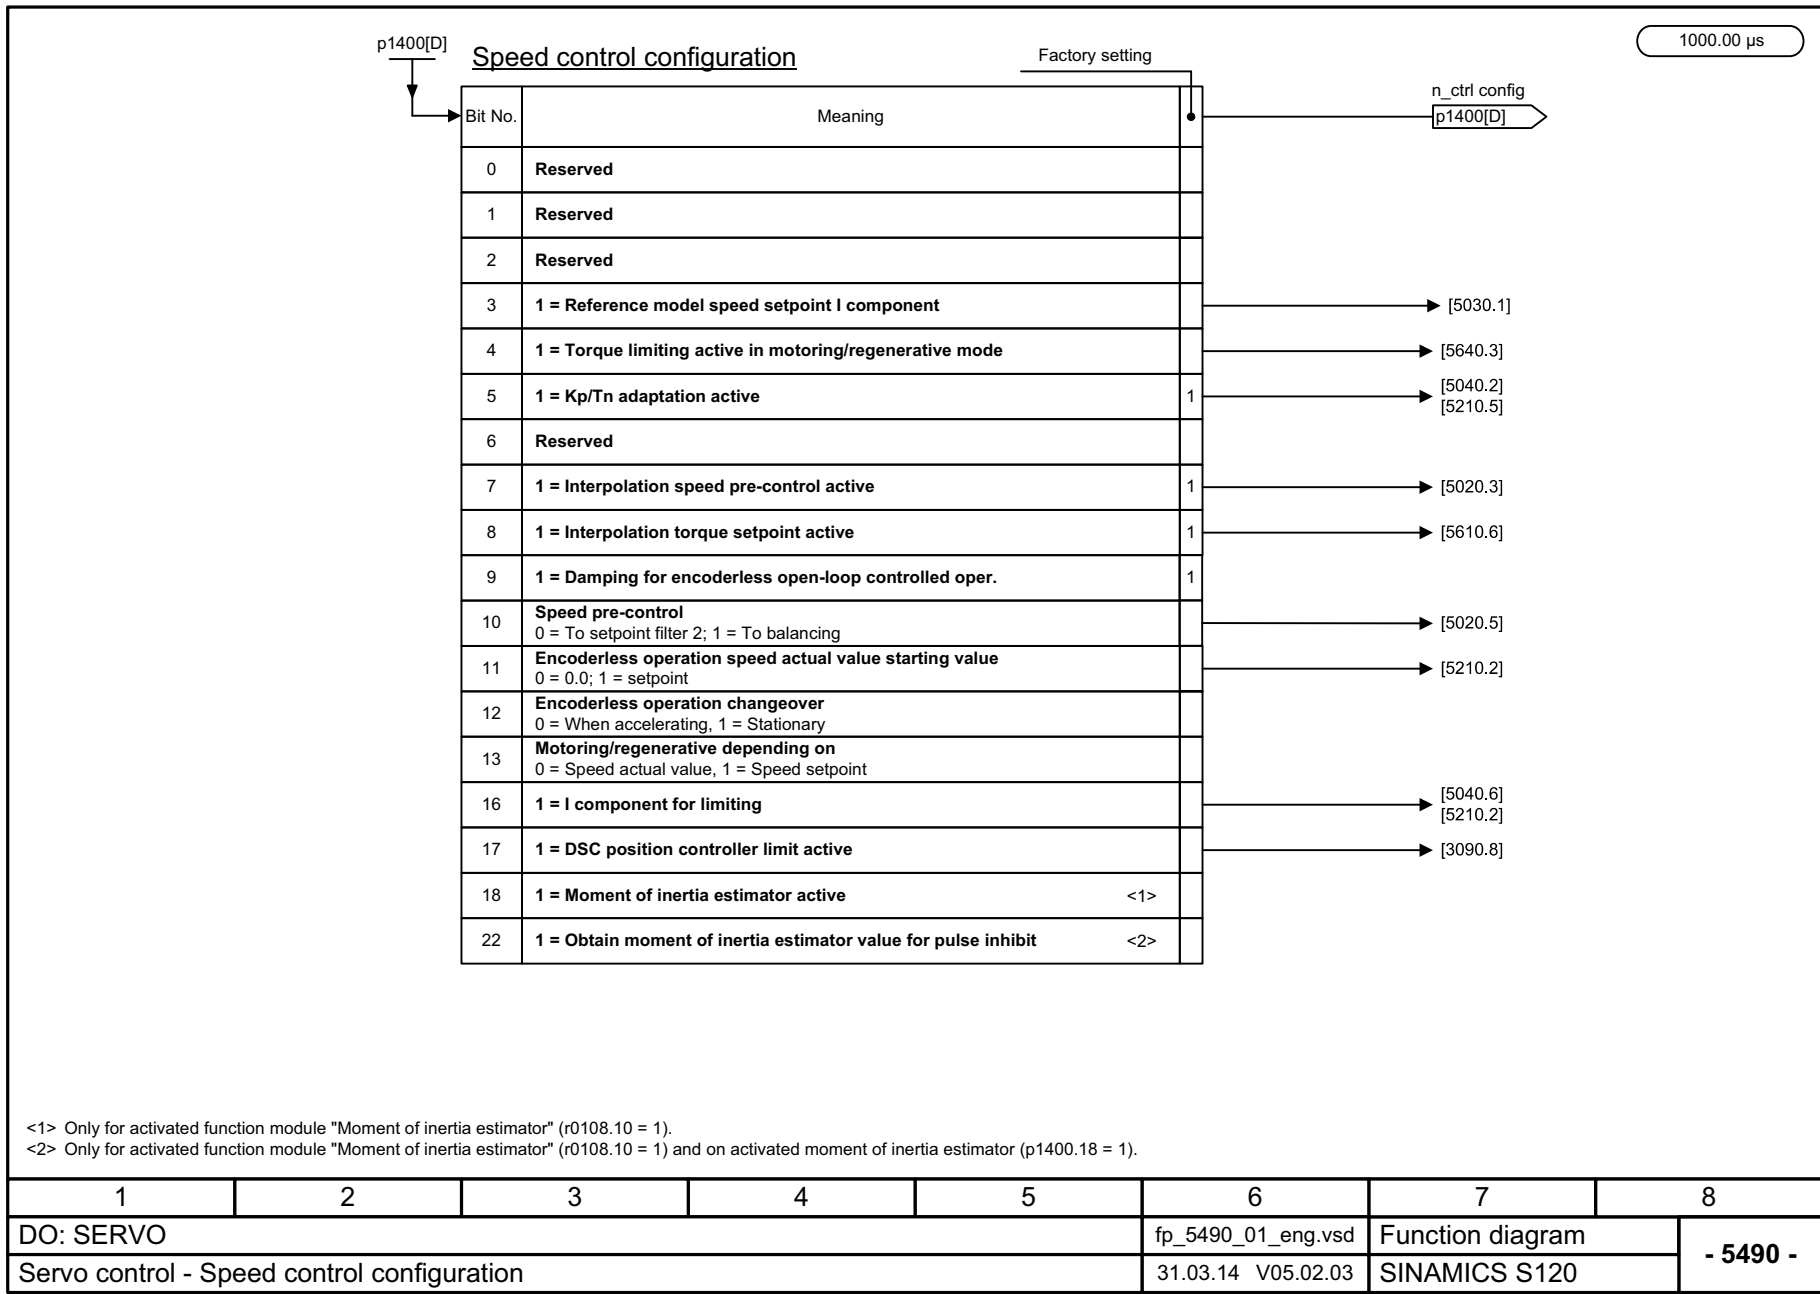 p1400[D]
Speed control configuration
Factory setting
1000.00 µs
n_ctrl config
p1400[D]
Bit No. Meaning
0 Reserved
1 Reserved
2 Reserved
3 1 = Reference model speed setpoint I component [5030.1]
4 1 = Torque limiting active in motoring/regenerative mode [5640.3]
5 1 = Kp/Tn adaptation active 1 [5040.2]
[5210.5]
6 Reserved
7 1 = Interpolation speed pre-control active 1 [5020.3]
8 1 = Interpolation torque setpoint active 1 [5610.6]
9 1 = Damping for encoderless open-loop controlled oper. 1
10 Speed pre-control
0 = To setpoint filter 2; 1 = To balancing [5020.5]
11 Encoderless operation speed actual value starting value
0 = 0.0; 1 = setpoint [5210.2]
12 Encoderless operation changeover
0 = When accelerating, 1 = Stationary
13 Motoring/regenerative depending on
0 = Speed actual value, 1 = Speed setpoint
16 1 = I component for limiting [5040.6]
[5210.2]
17 1 = DSC position controller limit active [3090.8]
18 1 = Moment of inertia estimator active <1>
22 1 = Obtain moment of inertia estimator value for pulse inhibit <2>
<1> Only for activated function module "Moment of inertia estimator" (r0108.10 = 1).
<2> Only for activated function module "Moment of inertia estimator" (r0108.10 = 1) and on activated moment of inertia estimator (p1400.18 = 1).
1 2 3 4 5 6 7 8
DO: SERVO fp_5490_01_eng.vsd Function diagram
- 5490 -
Servo control - Speed control configuration 31.03.14 V05.02.03 SINAMICS S120